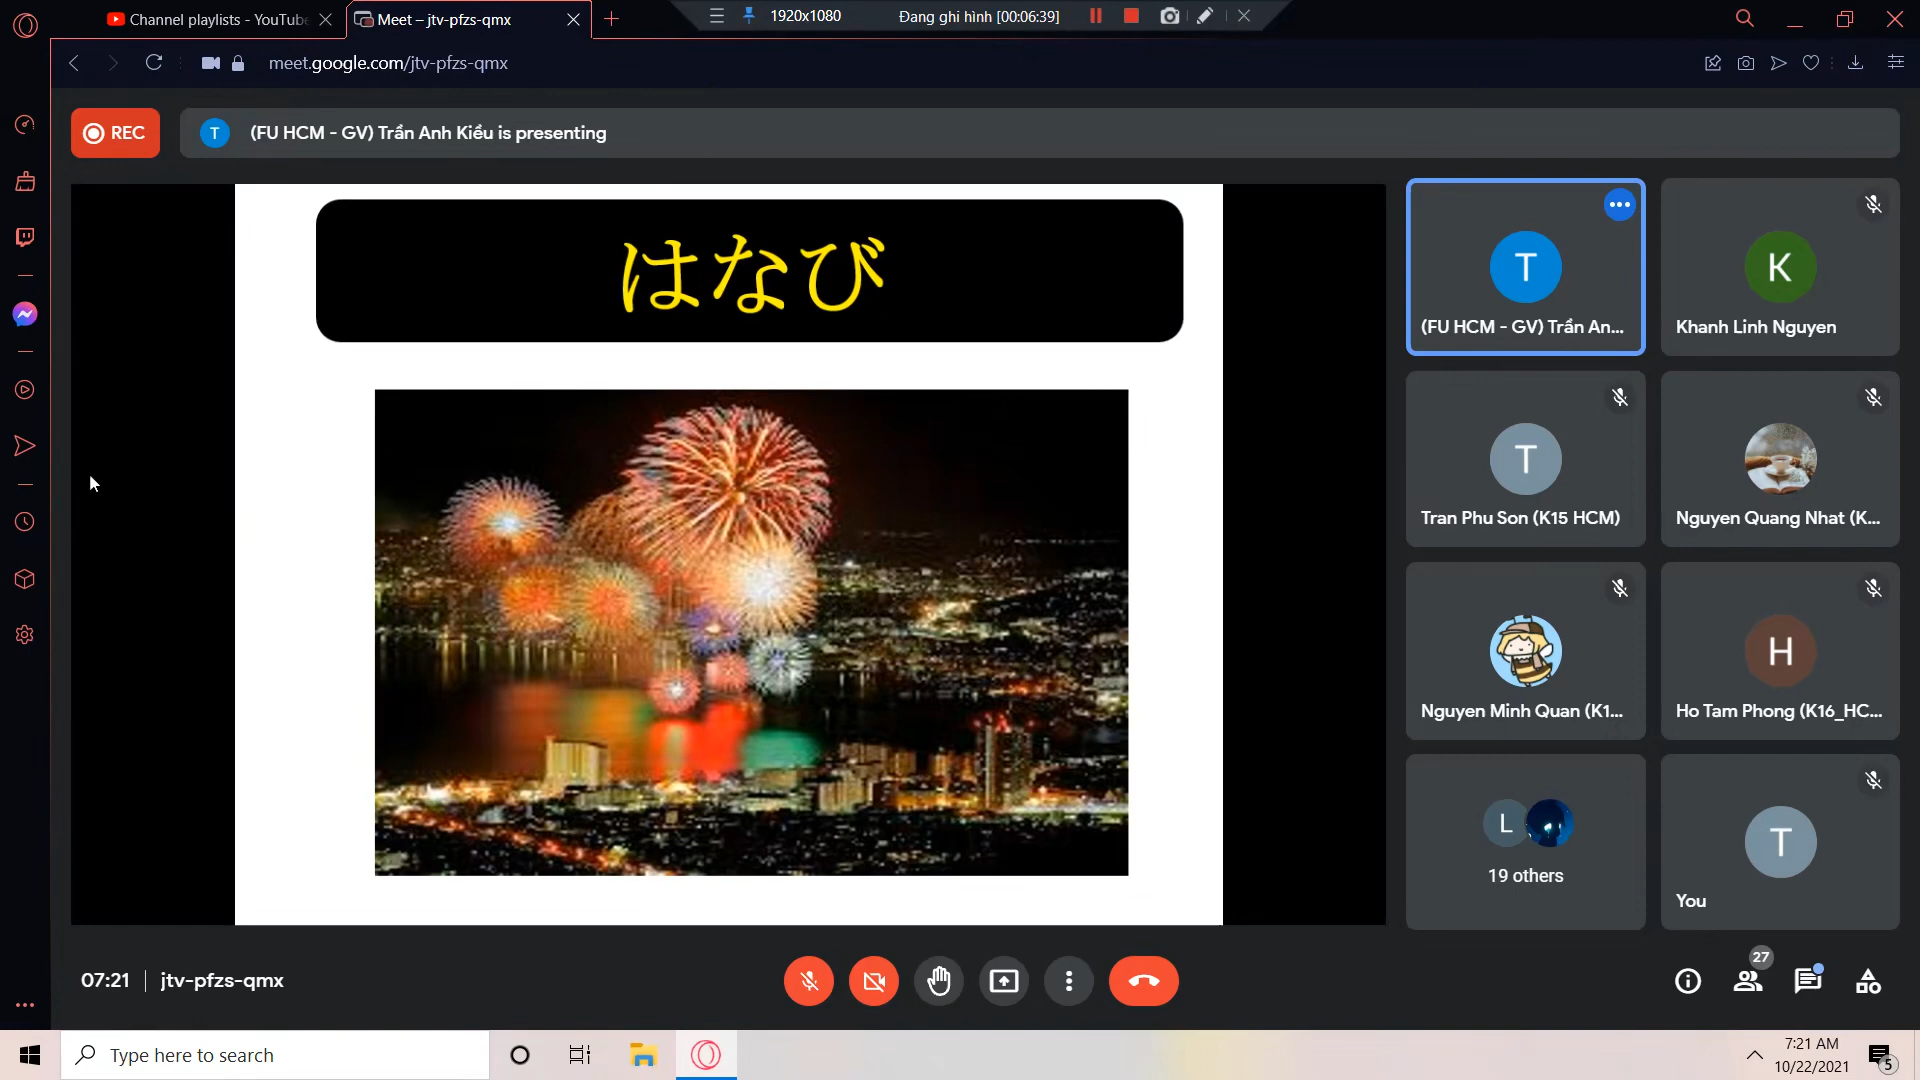 Channel playlists - YouTube
Meet – jtv-pfzs-qmx
1920x1080
Đang ghi hình [00:06:39]
meet.google.com/jtv-pfzs-qmx
REC
T
(FU HCM - GV) Trần Anh Kiều is presenting
はなび
T
(FU HCM - GV) Trần An...
K
Khanh Linh Nguyen
T
Tran Phu Son (K15 HCM)
Nguyen Quang Nhat (K...
Nguyen Minh Quan (K1...
H
Ho Tam Phong (K16_HC...
L
19 others
T
You
07:21
jtv-pfzs-qmx
27
Type here to search
7:21 AM
10/22/2021
5